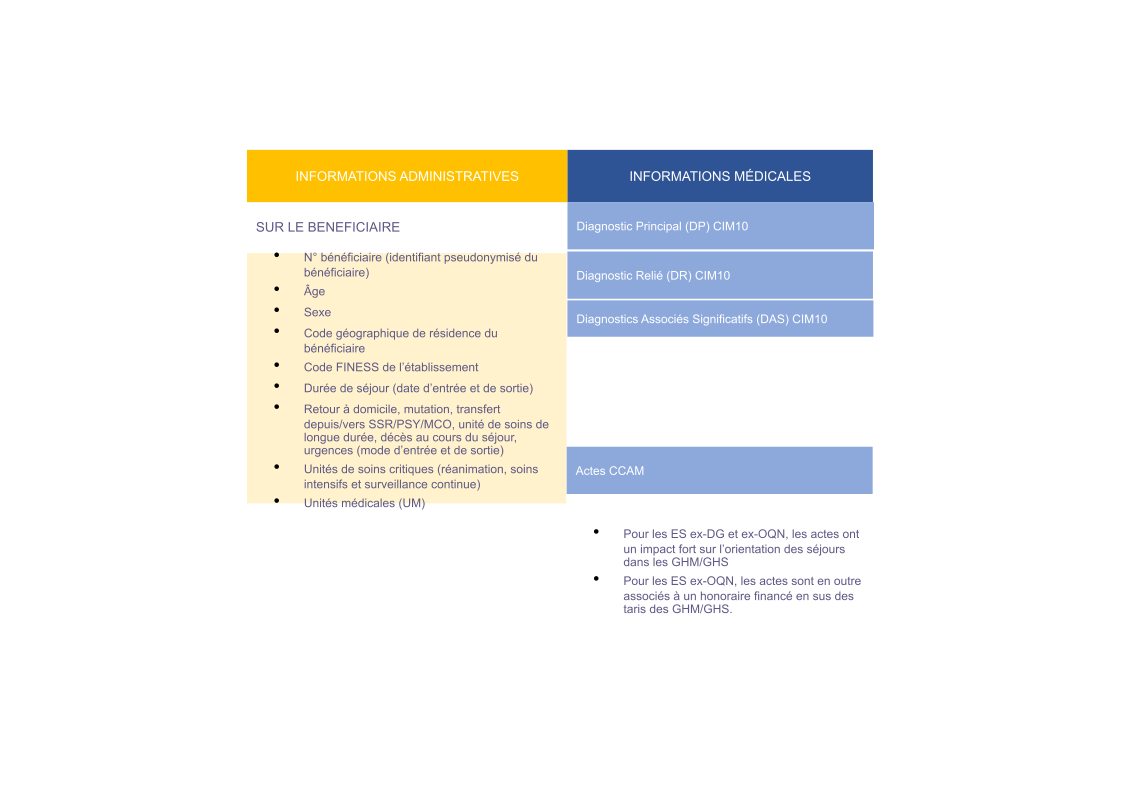 INFORMATIONS ADMINISTRATIVES
SUR LE BENEFICIAIRE
• N° bénéficiaire (identifiant pseudonymisé du
bénéficiaire)
• Âge
• Sexe
• Code géographique de résidence du
bénéficiaire
• Code FINESS de l’établissement
• Durée de séjour (date d’entrée et de sortie)
• Retour à domicile, mutation, transfert
depuis/vers SSR/PSY/MCO, unité de soins de
longue durée, décès au cours du séjour,
urgences (mode d’entrée et de sortie)
• Unités de soins critiques (réanimation, soins
intensifs et surveillance continue)
• Unités médicales (UM)
INFORMATIONS MÉDICALES
Diagnostic Principal (DP) CIM10
Diagnostic Relié (DR) CIM10
Diagnostics Associés Significatifs (DAS) CIM10
Actes CCAM
• Pour les ES ex-DG et ex-OQN, les actes ont
un impact fort sur l’orientation des séjours
dans les GHM/GHS
• Pour les ES ex-OQN, les actes sont en outre
associés à un honoraire financé en sus des
taris des GHM/GHS.